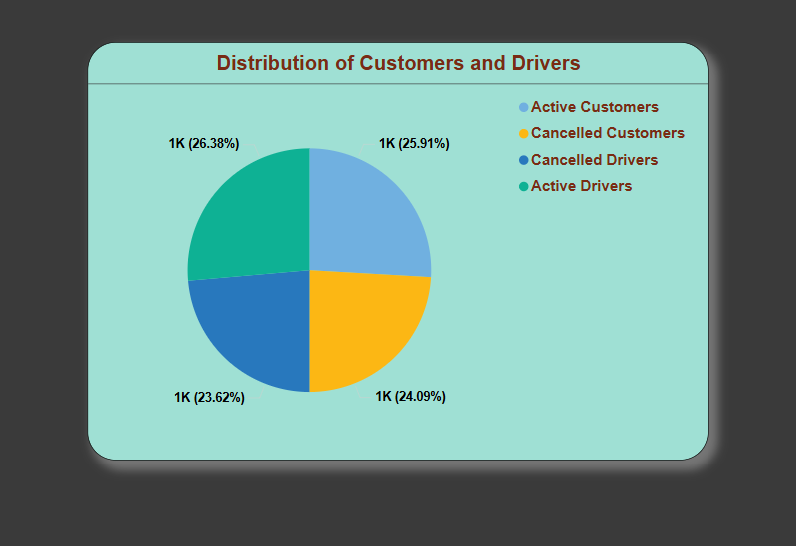 Distribution of Customers and Drivers
Active Customers
Cancelled Customers
Cancelled Drivers
Active Drivers
1K (26.38%)
1K (25.91%)
1K (23.62%)
1K (24.09%)